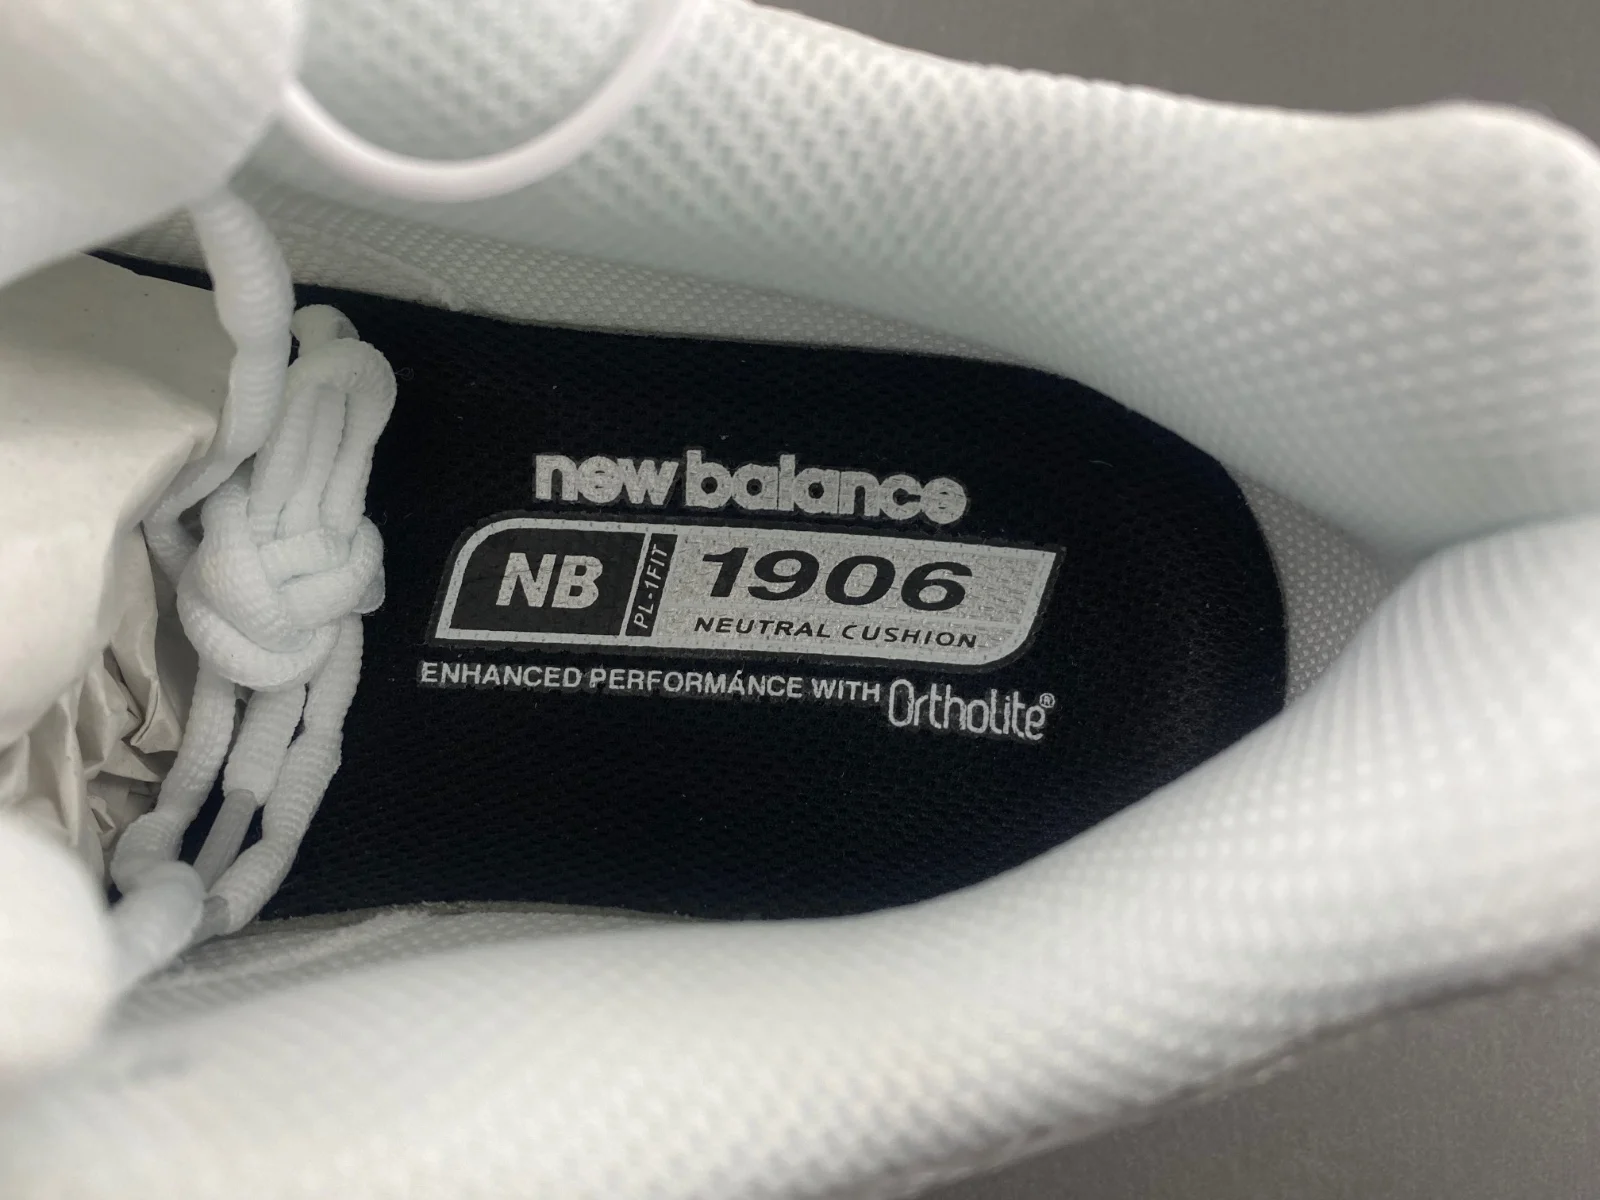 new balance
NB PL-1FIT 1906
NEUTRAL CUSHION
ENHANCED PERFORMANCE WITH OrthoLite®